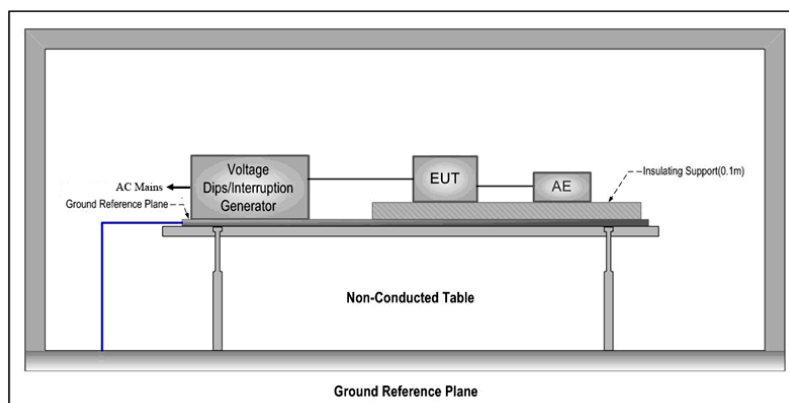 Voltage
Dips/Interruption
Generator
EUT
AE
Insulating Support(0.1m)
AC Mains
Ground Reference Plane
Non-Conducted Table
Ground Reference Plane